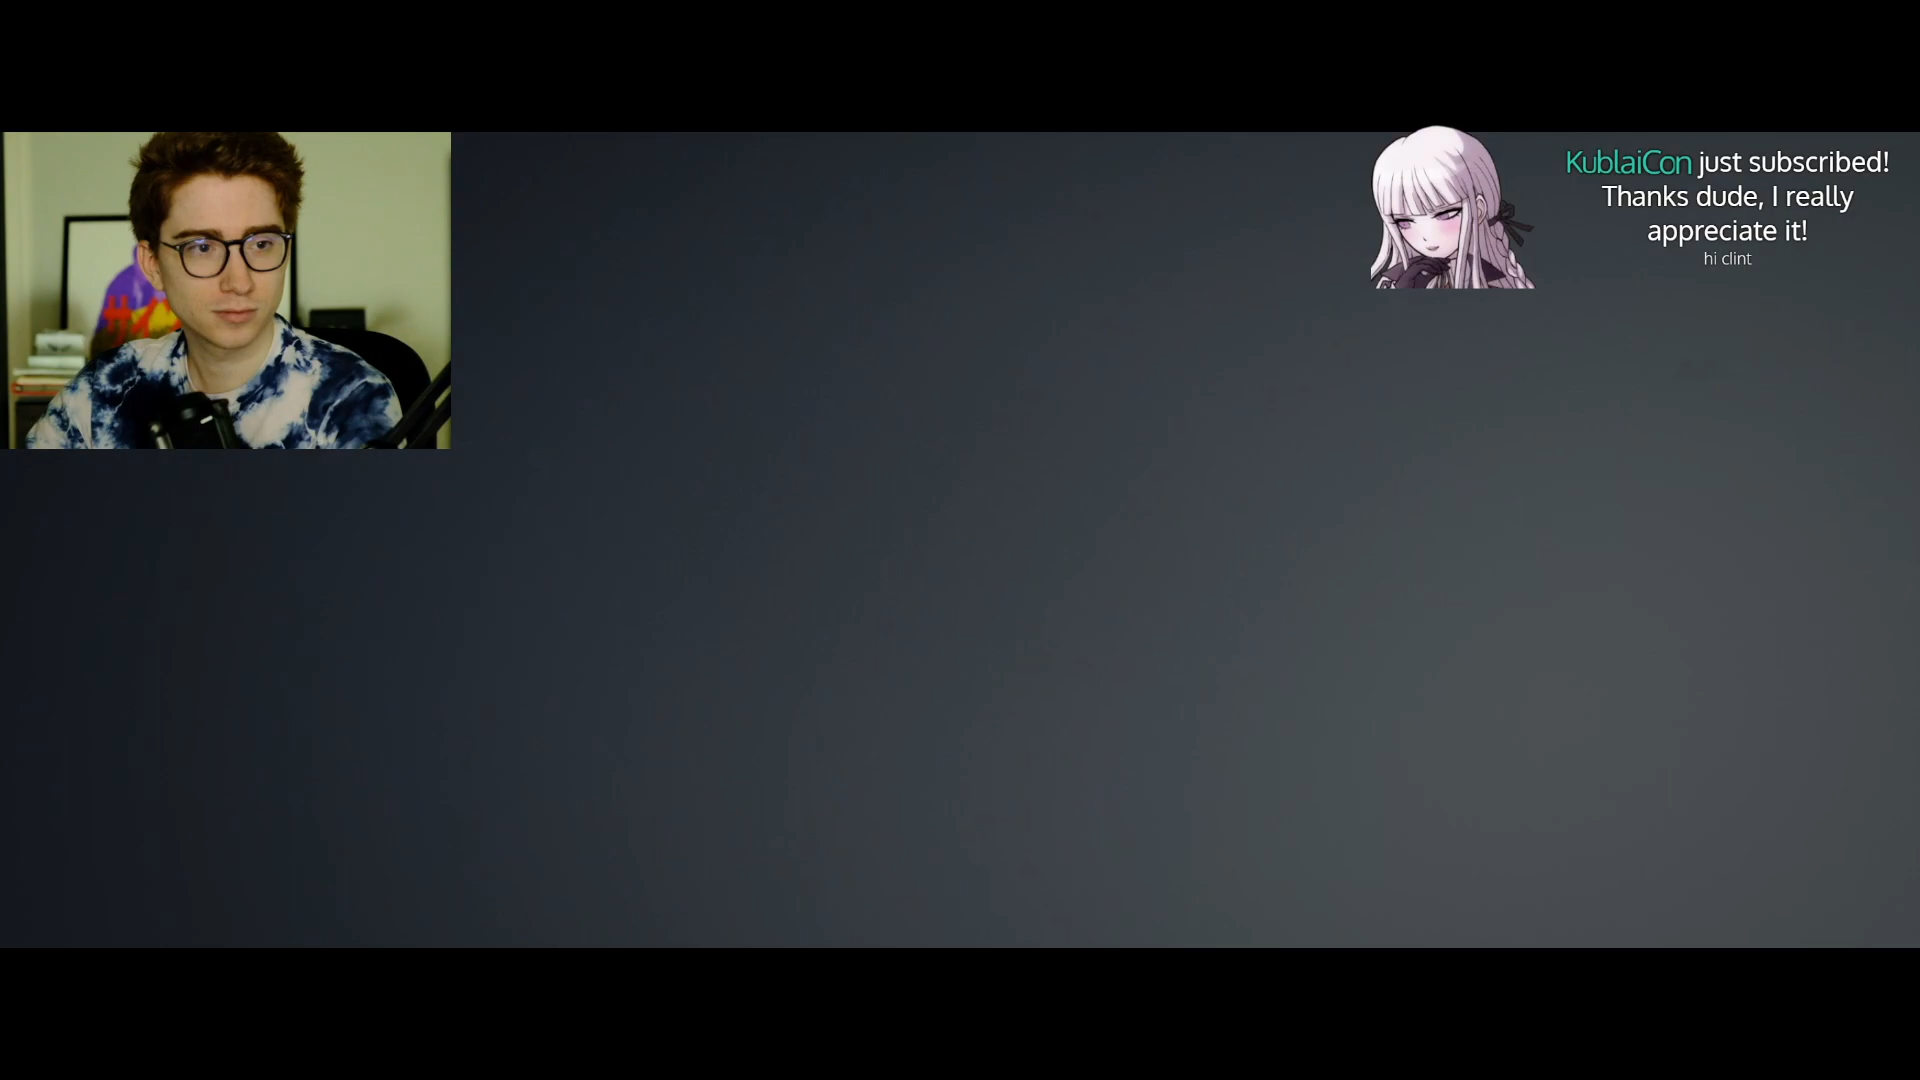 KublaiCon just subscribed!
Thanks dude, I really
appreciate it!
hi clint